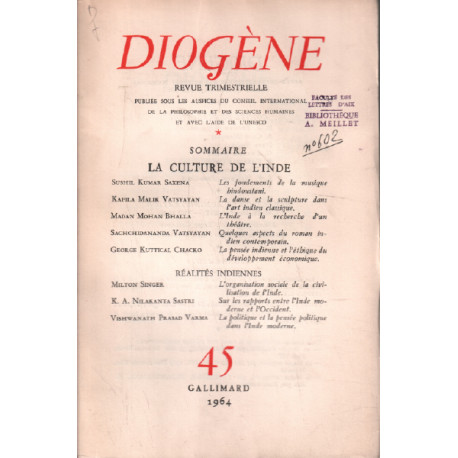 7
DIOGÈNE
REVUE TRIMESTRIELLE
PUBLIÉE SOUS LES AUSPICES DU CONSEIL INTERNATIONAL
DE LA PHILOSOPHIE ET DES SCIENCES HUMAINES
ET AVEC L'AIDE DE L'UNESCO
FACULTÉ DES
LETTRES D'AIX
BIBLIOTHÈQUE
A. MEILLET
n°602
SOMMAIRE
LA CULTURE DE L'INDE
SUSHIL KUMAR SAXENA Les fondements de la musique
hindoustani.
KAPILA MALIK VATSYAYAN La danse et la sculpture dans
l'art indien classique.
MADAN MOHAN BHALLA L'Inde à la recherche d'un
théâtre.
SACHCHIDANANDA VATSYAYAN Quelques aspects du roman in-
dien contemporain.
GEORGE KUTTICAL CHACKO La pensée indienne et l'éthique du
développement économique.
RÉALITÉS INDIENNES
MILTON SINGER L'organisation sociale de la civi-
lisation de l'Inde.
K. A. NILAKANTA SASTRI Sur les rapports entre l'Inde mo-
derne et l'Occident.
VISHWANATH PRASAD VARMA La politique et la pensée politique
dans l'Inde moderne.
45
GALLIMARD
1964